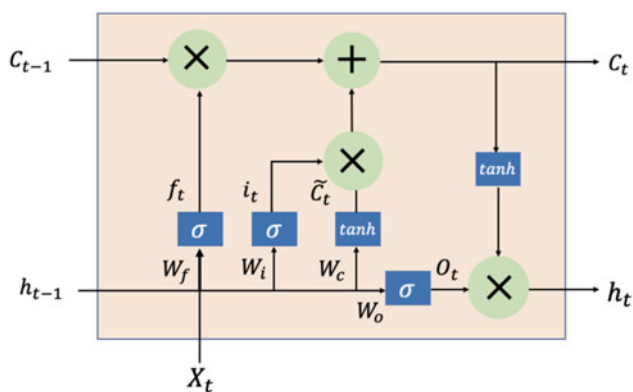 C_{t-1} × + C_t
× tanh
f_t i_t C̃_t
σ σ tanh
W_f W_i W_c σ O_t ×
h_{t-1} W_o h_t
X_t